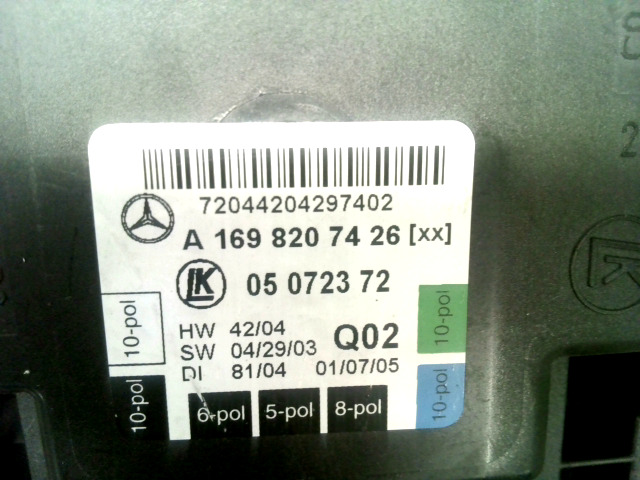 72044204297402
A 169 820 74 26 [xx]
LK 05 0723 72
HW 42/04 Q02
SW 04/29/03
DI 81/04 01/07/05
10-pol
10-pol
6-pol 5-pol 8-pol
10-pol
10-pol